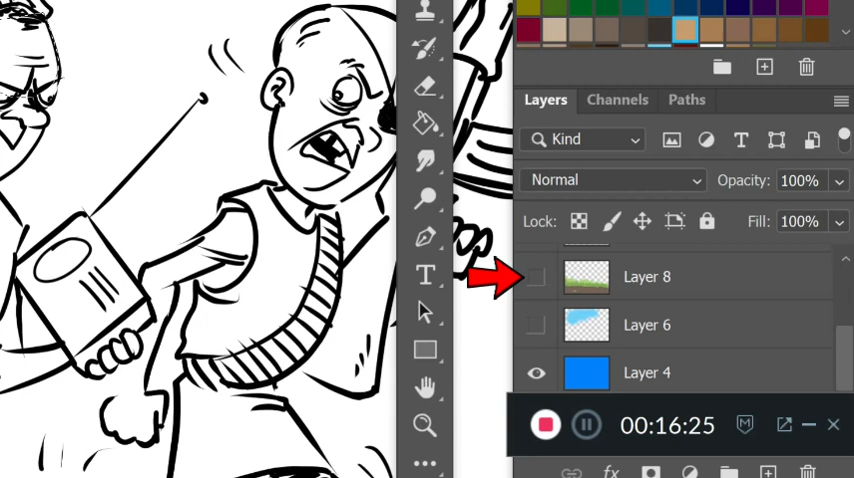 Layers Channels Paths
Kind
Normal Opacity: 100%
Lock: Fill: 100%
Layer 8
Layer 6
Layer 4
00:16:25
fx